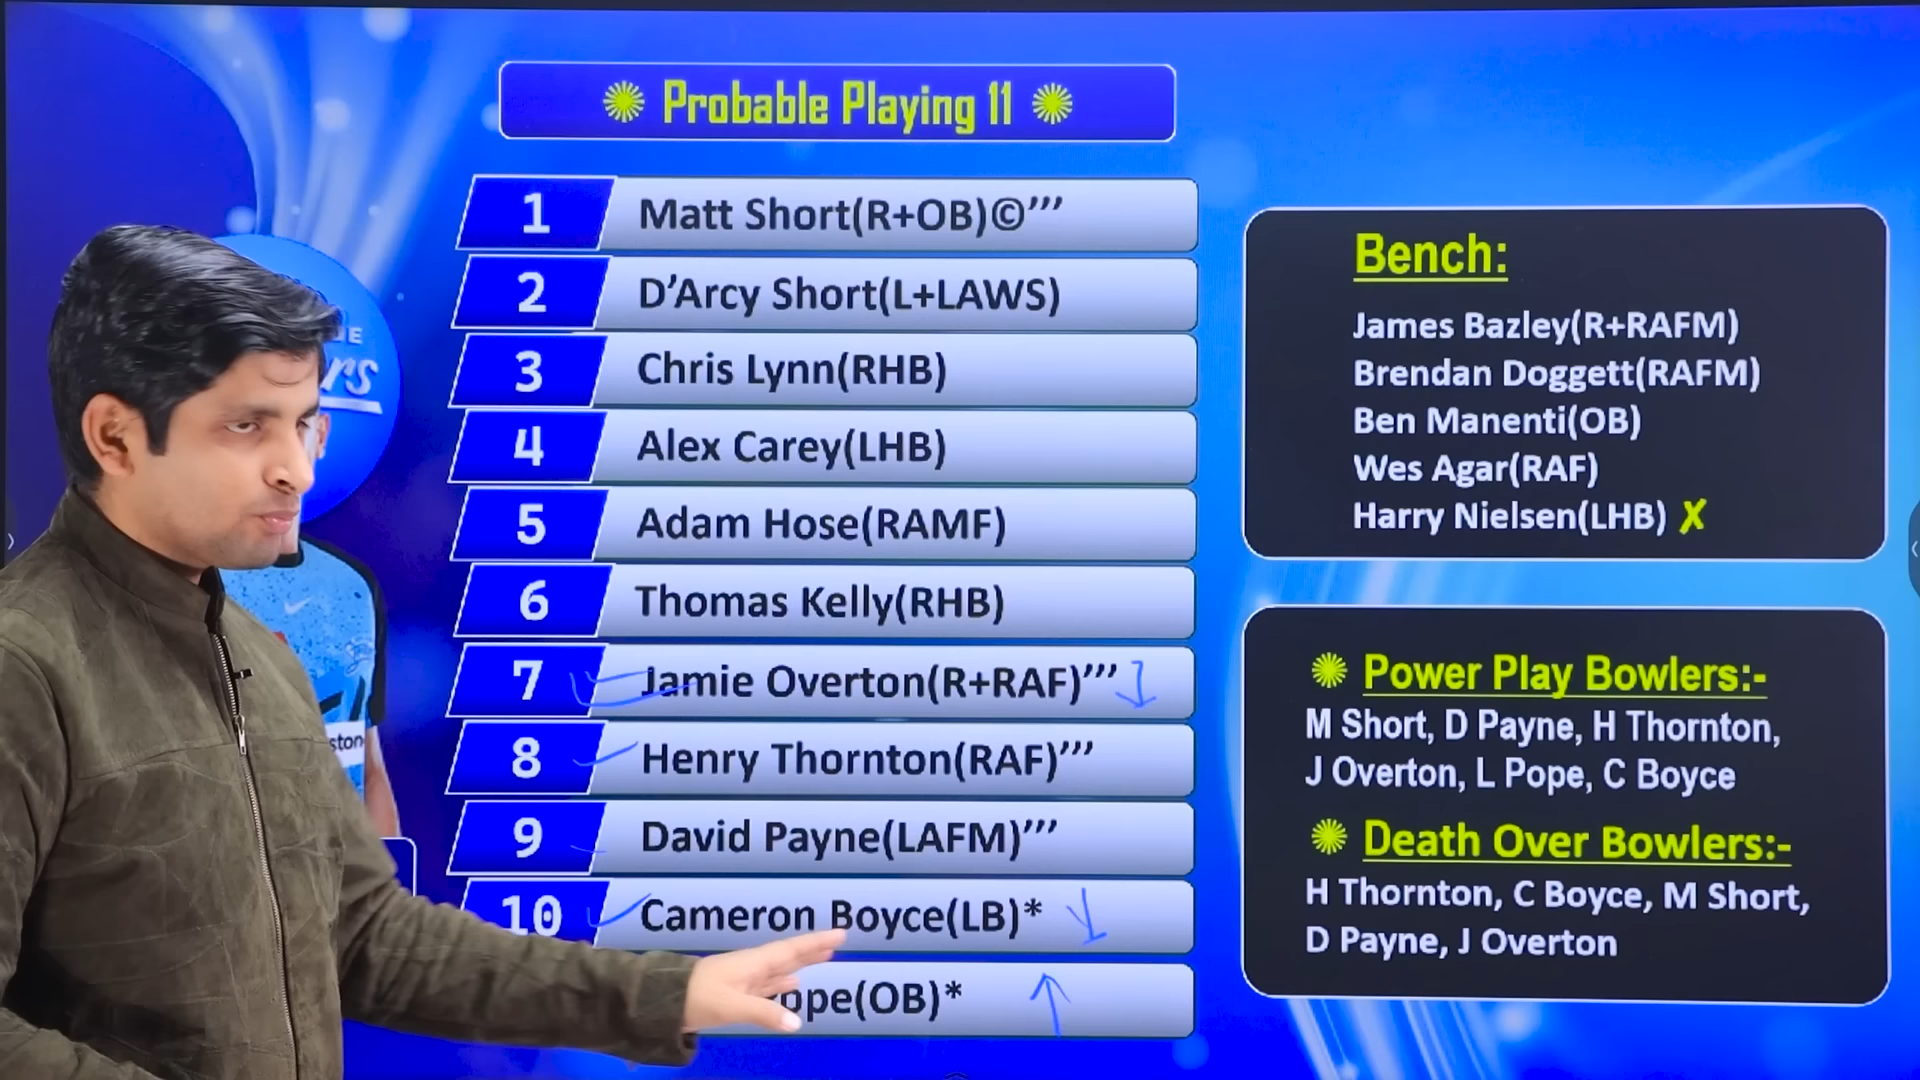 Probable Playing 11
1 Matt Short(R+OB)©’’’
2 D’Arcy Short(L+LAWS)
3 Chris Lynn(RHB)
4 Alex Carey(LHB)
5 Adam Hose(RAMF)
6 Thomas Kelly(RHB)
7 Jamie Overton(R+RAF)’’’
8 Henry Thornton(RAF)’’’
9 David Payne(LAFM)’’’
10 Cameron Boyce(LB)*
ope(OB)*
Bench:
James Bazley(R+RAFM)
Brendan Doggett(RAFM)
Ben Manenti(OB)
Wes Agar(RAF)
Harry Nielsen(LHB) ✗
Power Play Bowlers:-
M Short, D Payne, H Thornton,
J Overton, L Pope, C Boyce
Death Over Bowlers:-
H Thornton, C Boyce, M Short,
D Payne, J Overton